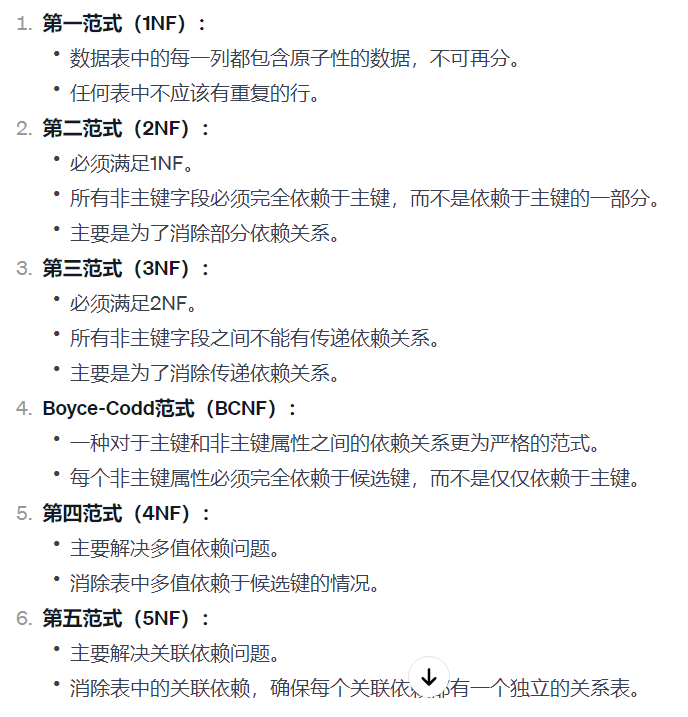 1. 第一范式（1NF）：
• 数据表中的每一列都包含原子性的数据，不可再分。
• 任何表中不应该有重复的行。
2. 第二范式（2NF）：
• 必须满足1NF。
• 所有非主键字段必须完全依赖于主键，而不是依赖于主键的一部分。
• 主要是为了消除部分依赖关系。
3. 第三范式（3NF）：
• 必须满足2NF。
• 所有非主键字段之间不能有传递依赖关系。
• 主要是为了消除传递依赖关系。
4. Boyce-Codd范式（BCNF）：
• 一种对于主键和非主键属性之间的依赖关系更为严格的范式。
• 每个非主键属性必须完全依赖于候选键，而不是仅仅依赖于主键。
5. 第四范式（4NF）：
• 主要解决多值依赖问题。
• 消除表中多值依赖于候选键的情况。
6. 第五范式（5NF）：
• 主要解决关联依赖问题。
• 消除表中的关联依赖，确保每个关联依赖都有一个独立的关系表。